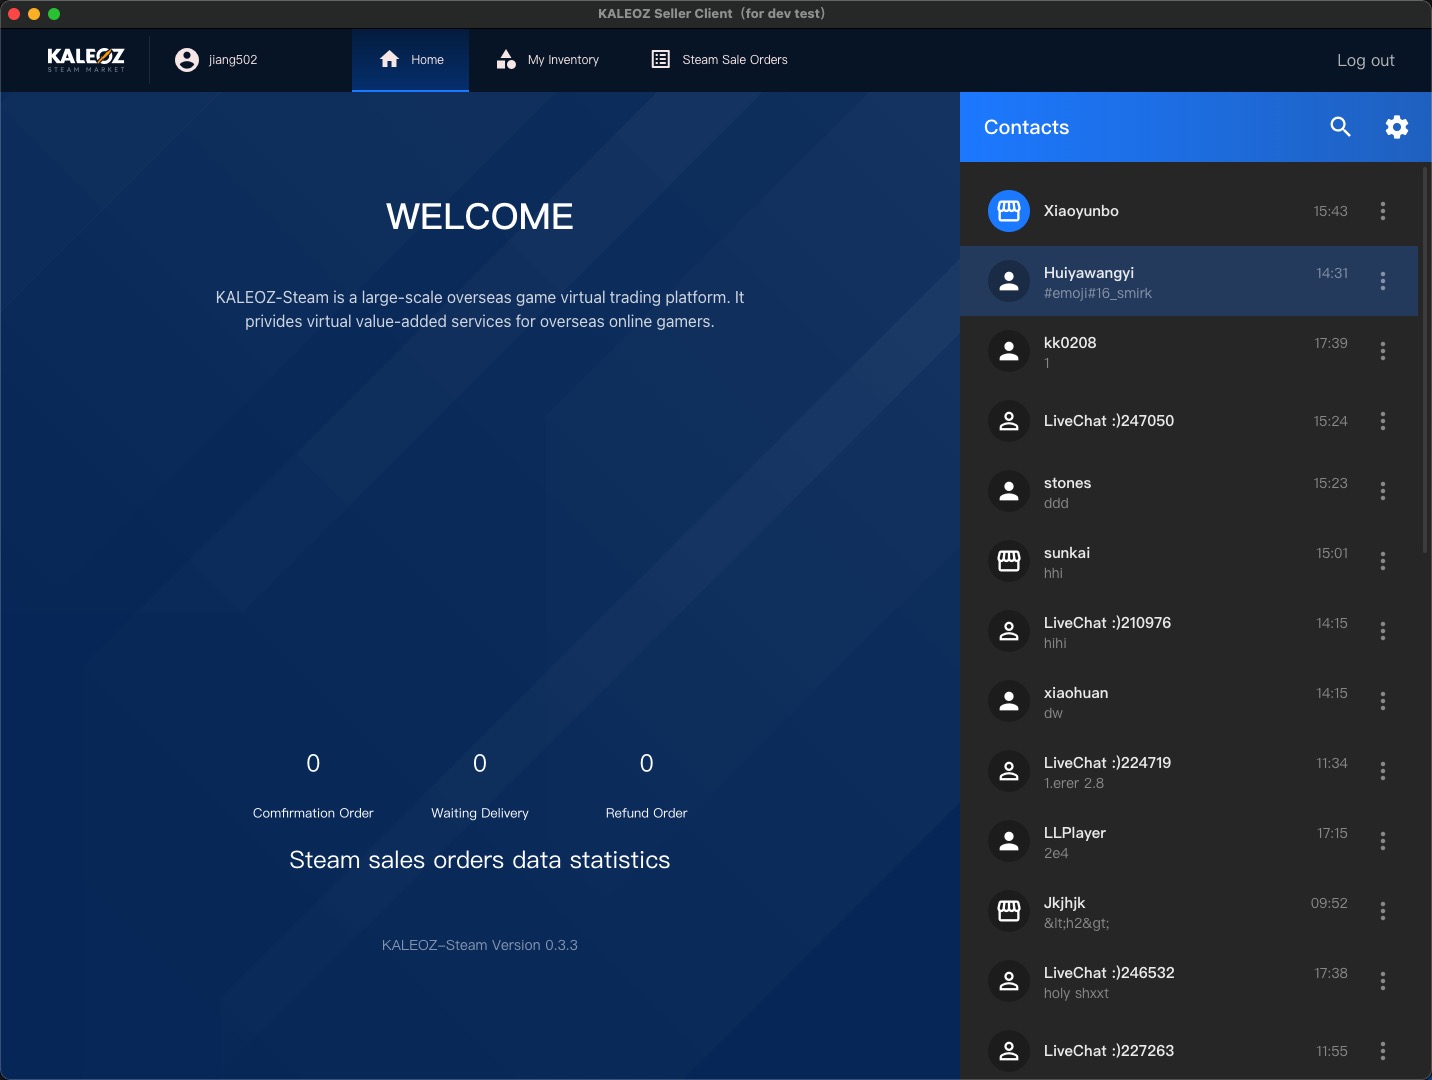 KALEOZ Seller Client（for dev test）
KALEOZ
STEAM MARKET
jiang502
Home
My Inventory
Steam Sale Orders
Log out
WELCOME
KALEOZ-Steam is a large-scale overseas game virtual trading platform. It
privides virtual value-added services for overseas online gamers.
0
0
0
Comfirmation Order
Waiting Delivery
Refund Order
Steam sales orders data statistics
KALEOZ-Steam Version 0.3.3
Contacts
Xiaoyunbo
15:43
Huiyawangyi
14:31
#emoji#16_smirk
kk0208
17:39
1
LiveChat :)247050
15:24
stones
15:23
ddd
sunkai
15:01
hhi
LiveChat :)210976
14:15
hihi
xiaohuan
14:15
dw
LiveChat :)224719
11:34
1.erer 2.8
LLPlayer
17:15
2e4
Jkjhjk
09:52
&lt;h2&gt;
LiveChat :)246532
17:38
holy shxxt
LiveChat :)227263
11:55